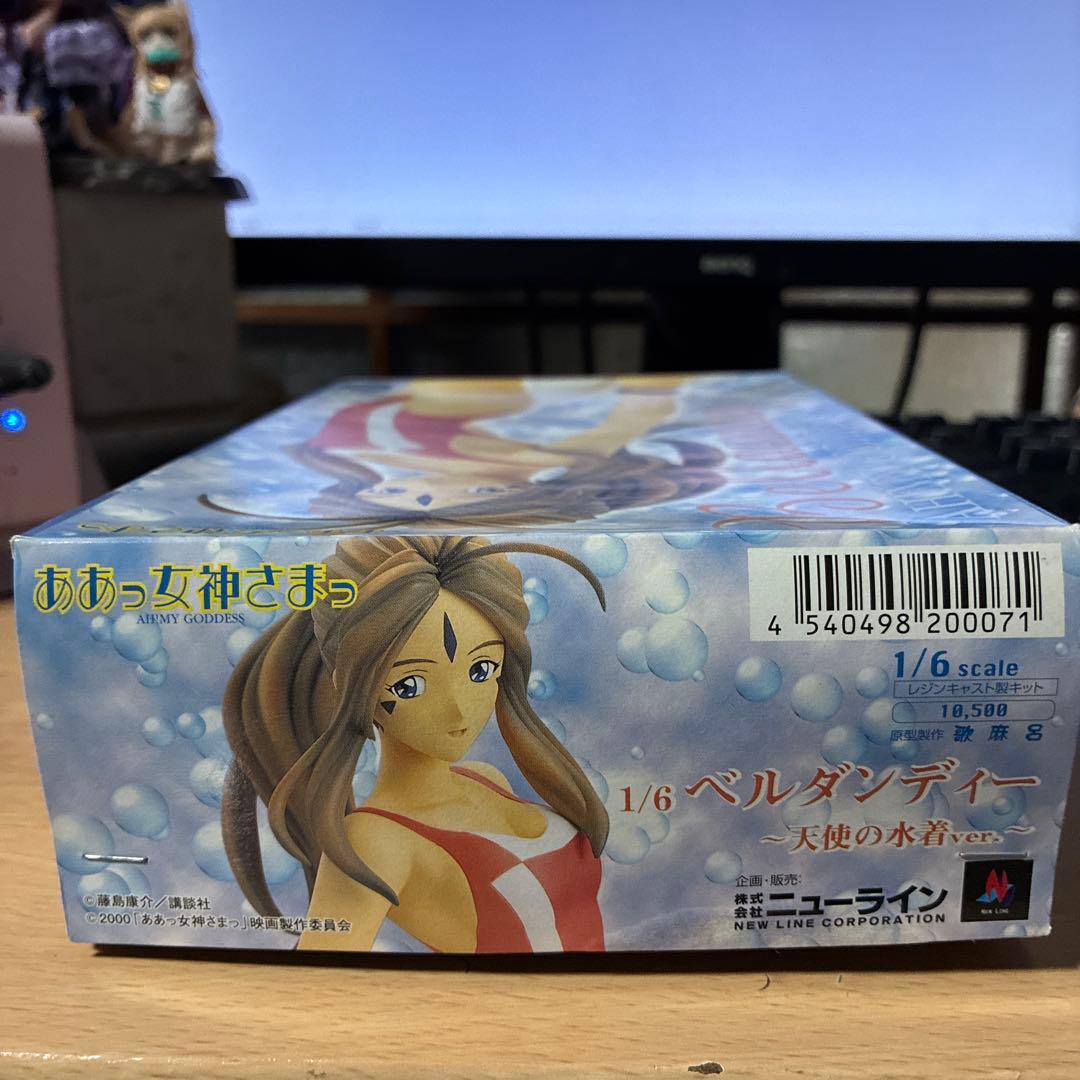 BenQ
ああっ女神さまっ
AH! MY GODDESS
4 540498 200071
1/6 scale
レジンキャスト製キット
10,500
原型製作 歌麻呂
1/6 ベルダンディー
~天使の水着ver.~
企画・販売:
株式会社 ニューライン
NEW LINE CORPORATION
NEW LINE
©藤島康介/講談社
©2000「ああっ女神さまっ」映画製作委員会